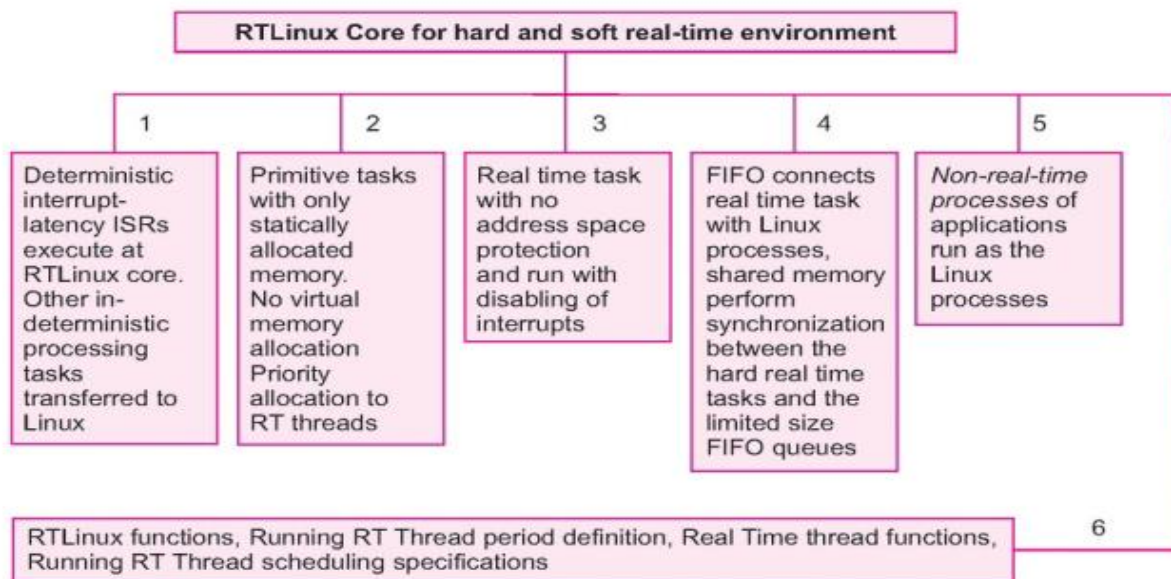 RTLinux Core for hard and soft real-time environment
1
2
3
4
5
Deterministic
interrupt-
latency ISRs
execute at
RTLinux core.
Other in-
deterministic
processing
tasks
transferred to
Linux
Primitive tasks
with only
statically
allocated
memory.
No virtual
memory
allocation
Priority
allocation to
RT threads
Real time task
with no
address space
protection
and run with
disabling of
interrupts
FIFO connects
real time task
with Linux
processes,
shared memory
perform
synchronization
between the
hard real time
tasks and the
limited size
FIFO queues
Non-real-time
processes of
applications
run as the
Linux
processes
6
RTLinux functions, Running RT Thread period definition, Real Time thread functions,
Running RT Thread scheduling specifications